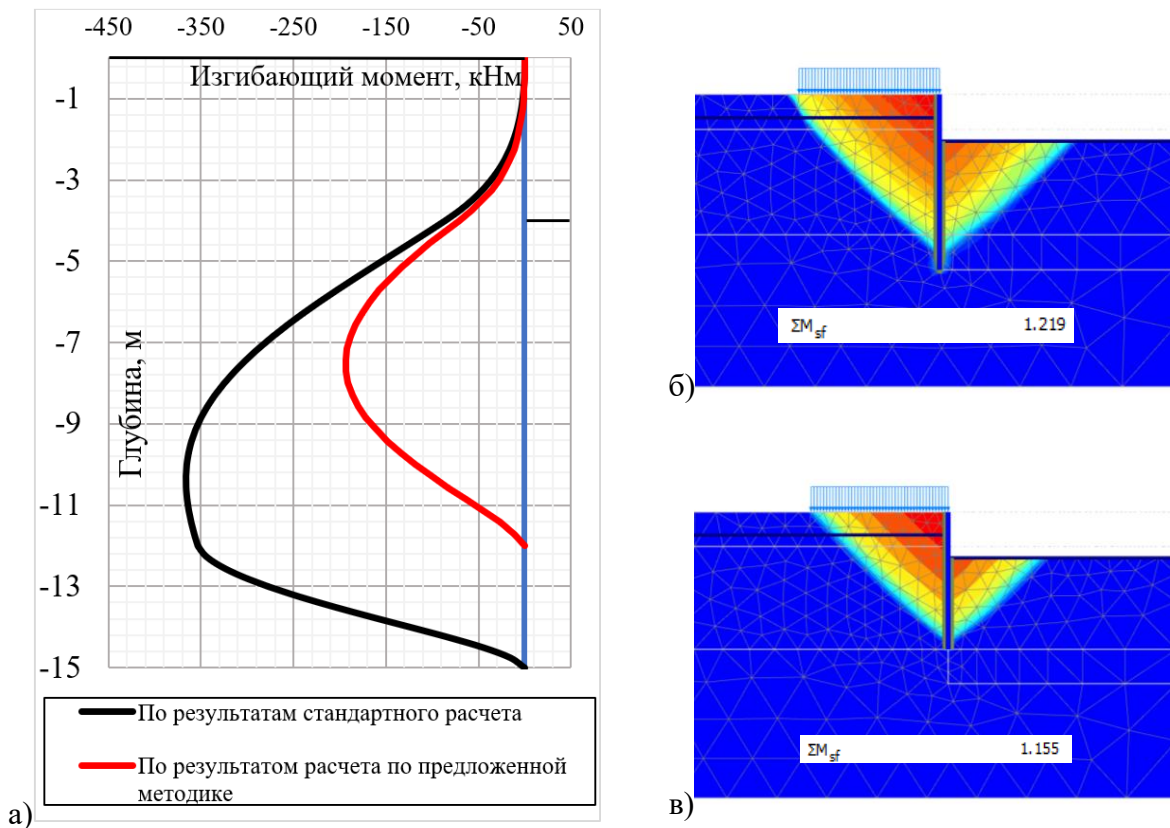 -450 -350 -250 -150 -50 50
Изгибающий момент, кНм
-1
-3
-5
-7
-9
-11
-13
-15
Глубина, м
По результатам стандартного расчета
По результатом расчета по предложенной
методике
а)
ΣMsf 1.219
б)
ΣMsf 1.155
в)